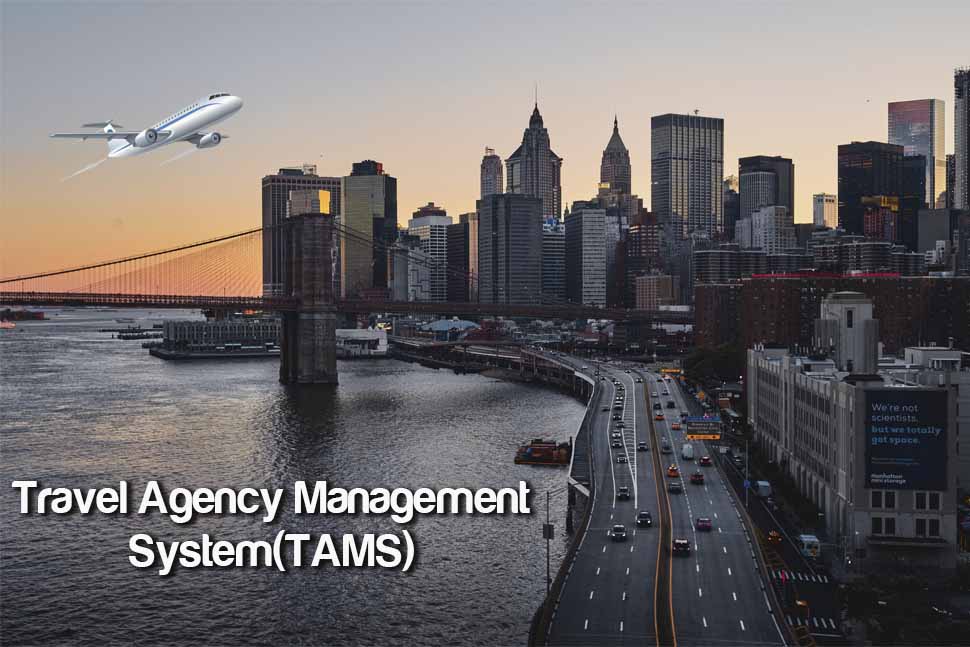 Travel Agency Management
System(TAMS)
We're not
scientists,
but we totally
get space.
Manhattan
mini storage